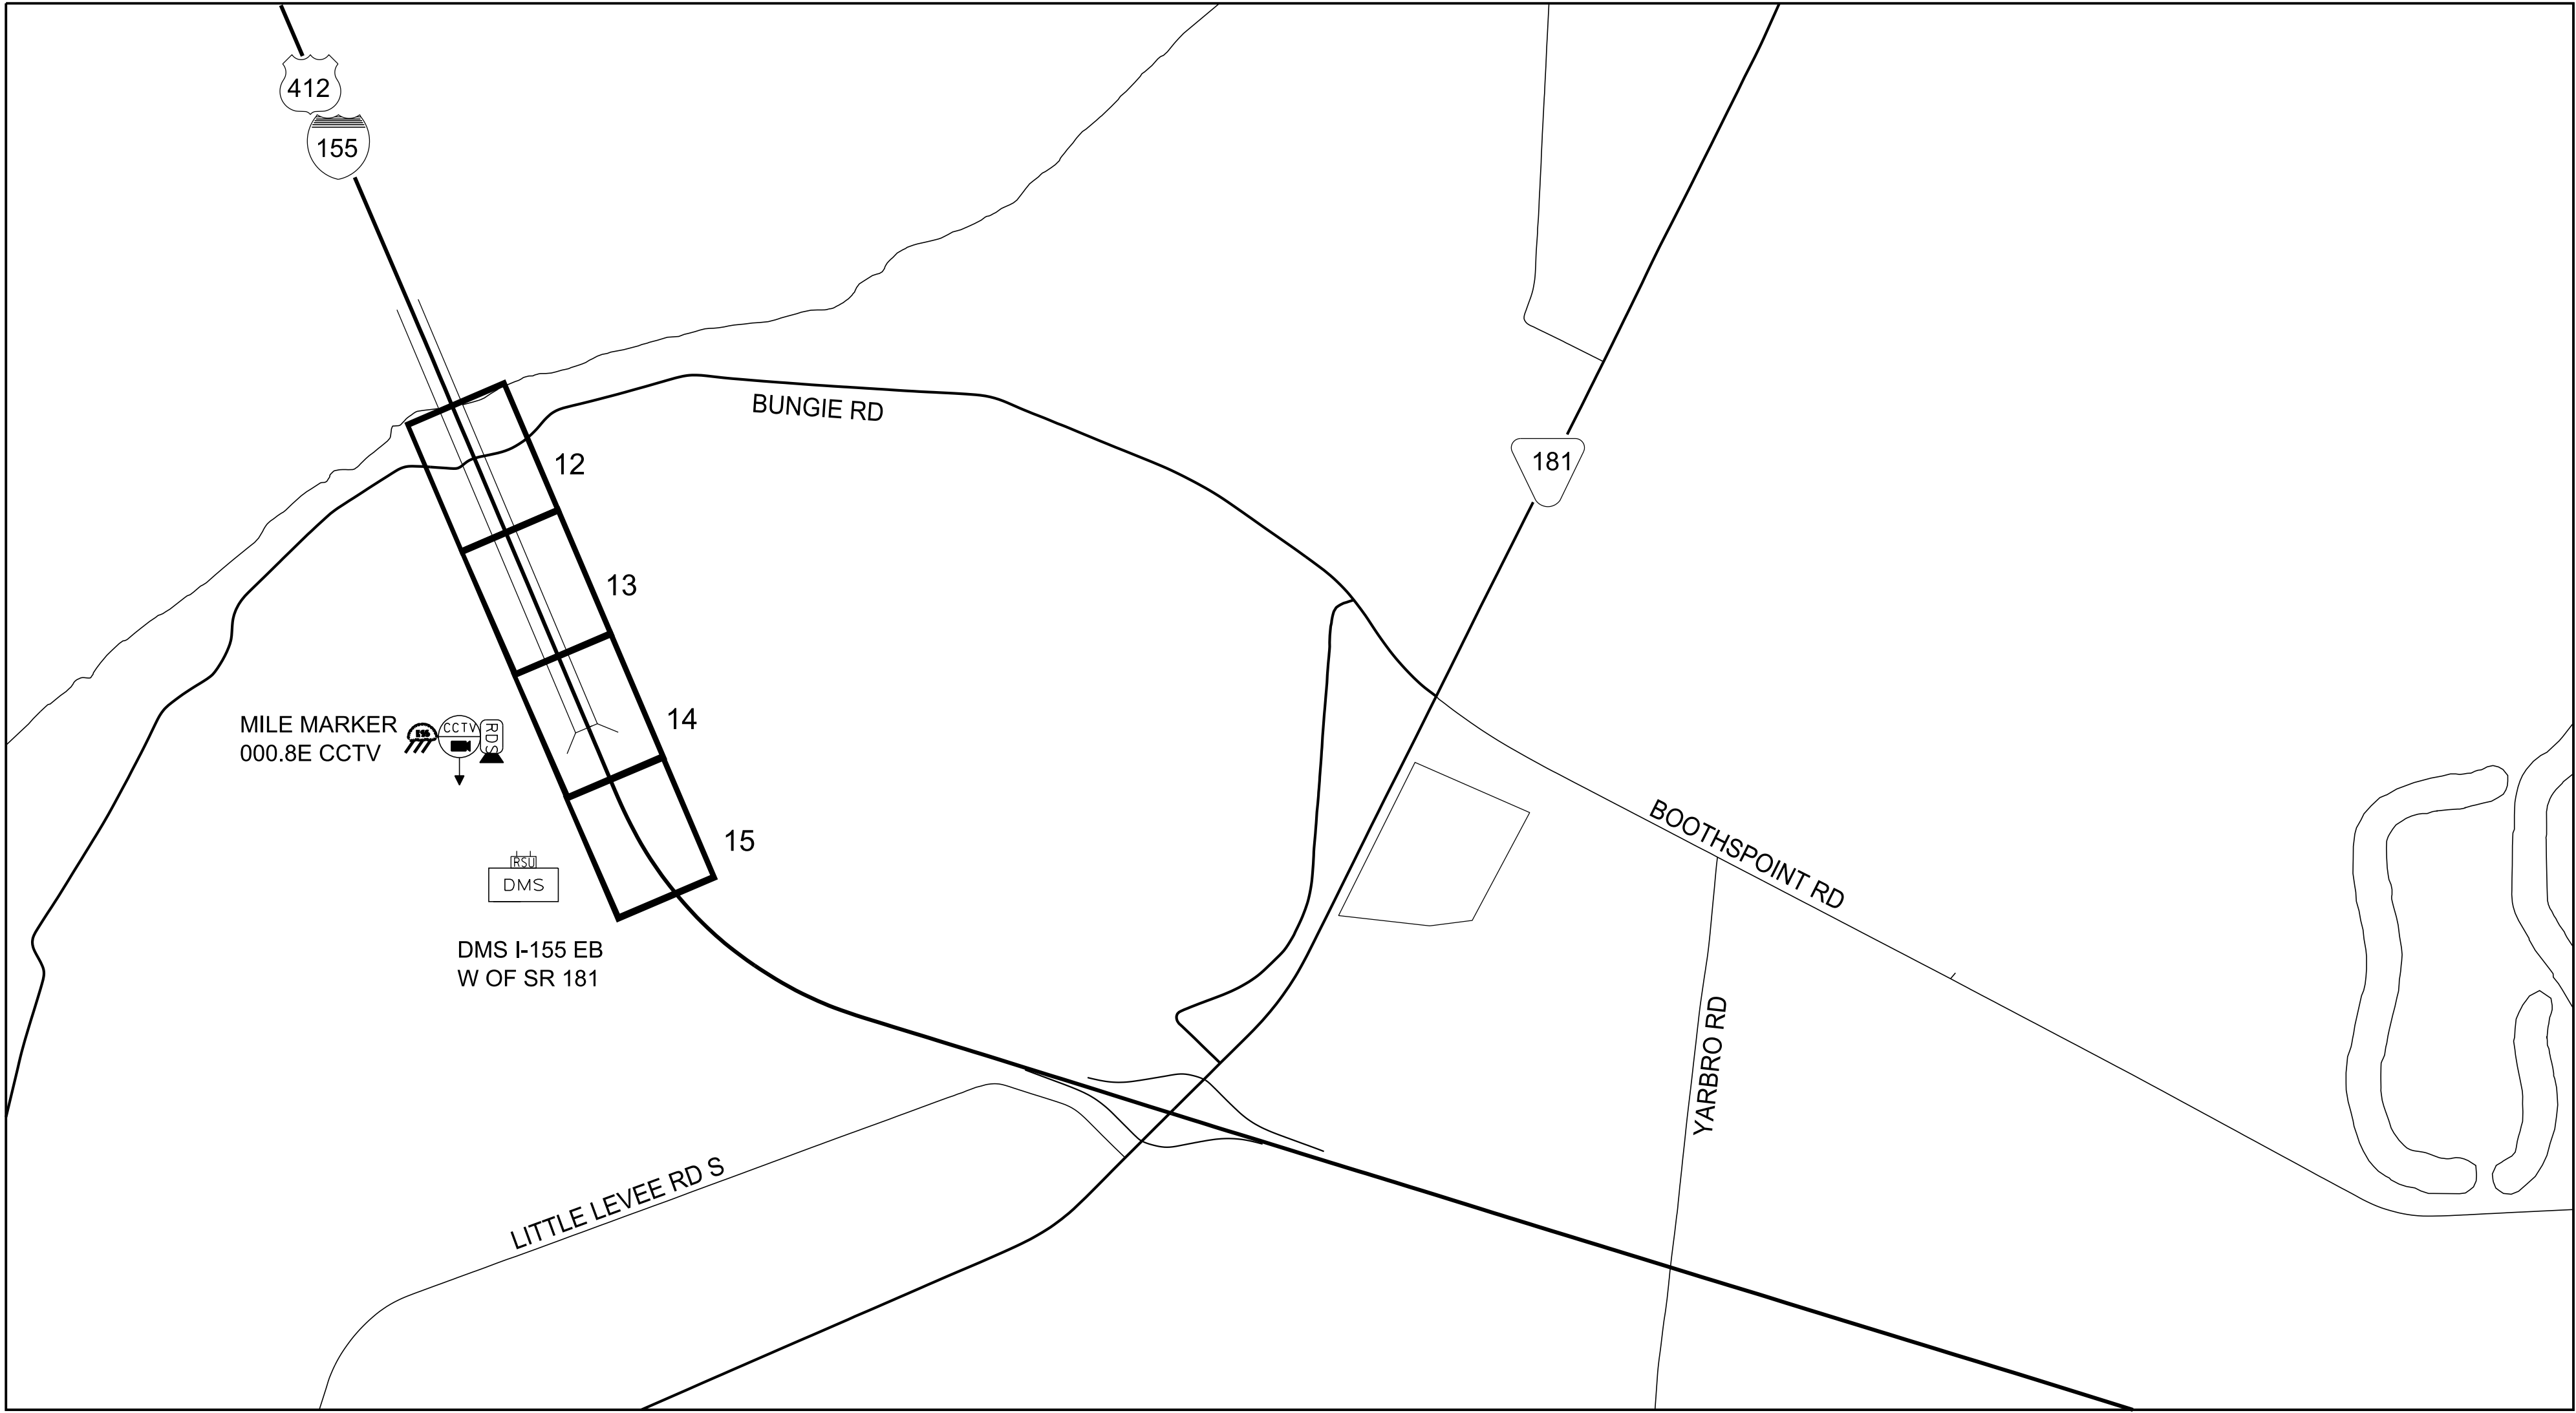 412
155
BUNGIE RD
12
181
13
14
MILE MARKER
000.8E CCTV
ESS
CCTV
RDS
BOOTHSPOINT RD
15
RSU
DMS
DMS I-155 EB
W OF SR 181
YARBRO RD
LITTLE LEVEE RD S